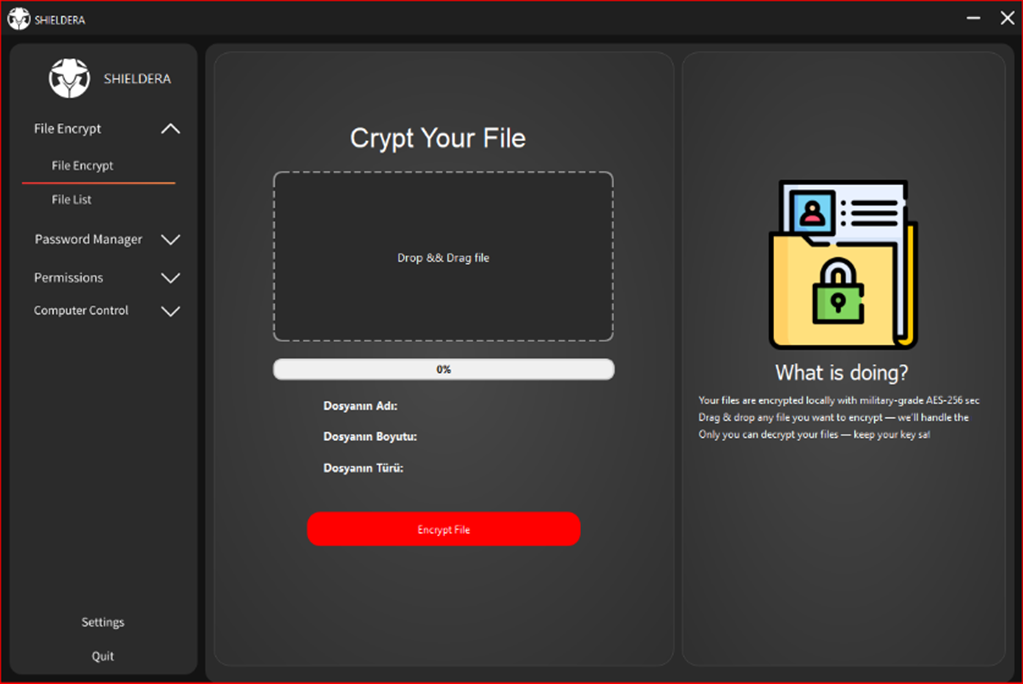 SHIELDERA
SHIELDERA
File Encrypt
File Encrypt
File List
Password Manager
Permissions
Computer Control
Settings
Quit
Crypt Your File
Drop && Drag file
0%
Dosyanın Adı:
Dosyanın Boyutu:
Dosyanın Türü:
Encrypt File
What is doing?
Your files are encrypted locally with military-grade AES-256 sec
Drag & drop any file you want to encrypt — we'll handle the
Only you can decrypt your files — keep your key